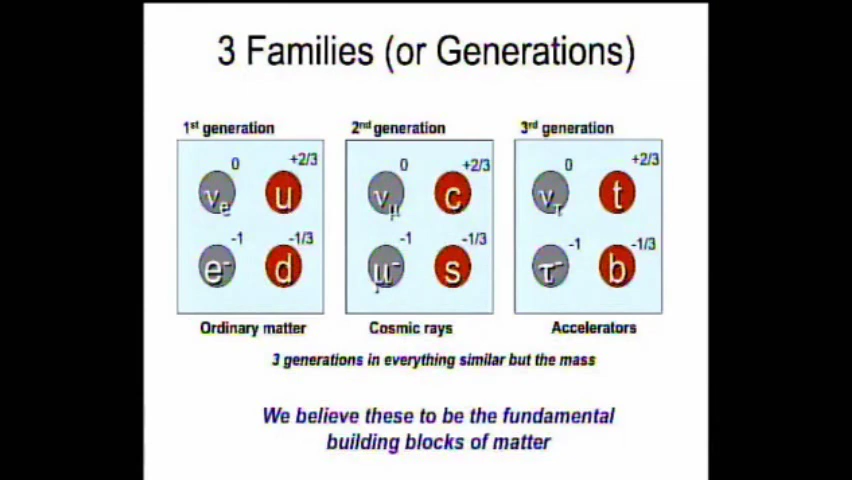 3 Families (or Generations)
1st generation 2nd generation 3rd generation
0 +2/3 0 +2/3 0 +2/3
νe u νμ c ντ t
-1 -1/3 -1 -1/3 -1 -1/3
e- d μ- s τ- b
Ordinary matter Cosmic rays Accelerators
3 generations in everything similar but the mass
We believe these to be the fundamental
building blocks of matter